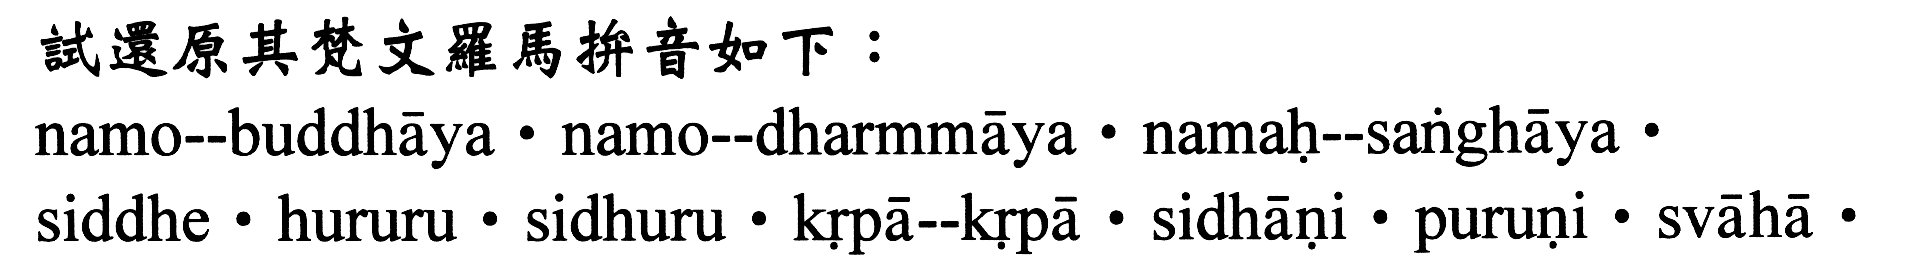 試還原其梵文羅馬拼音如下：
namo--buddhāya・namo--dharmmāya・namaḥ--saṅghāya・
siddhe・hururu・sidhuru・kṛpā--kṛpā・sidhāṇi・puruṇi・svāhā・